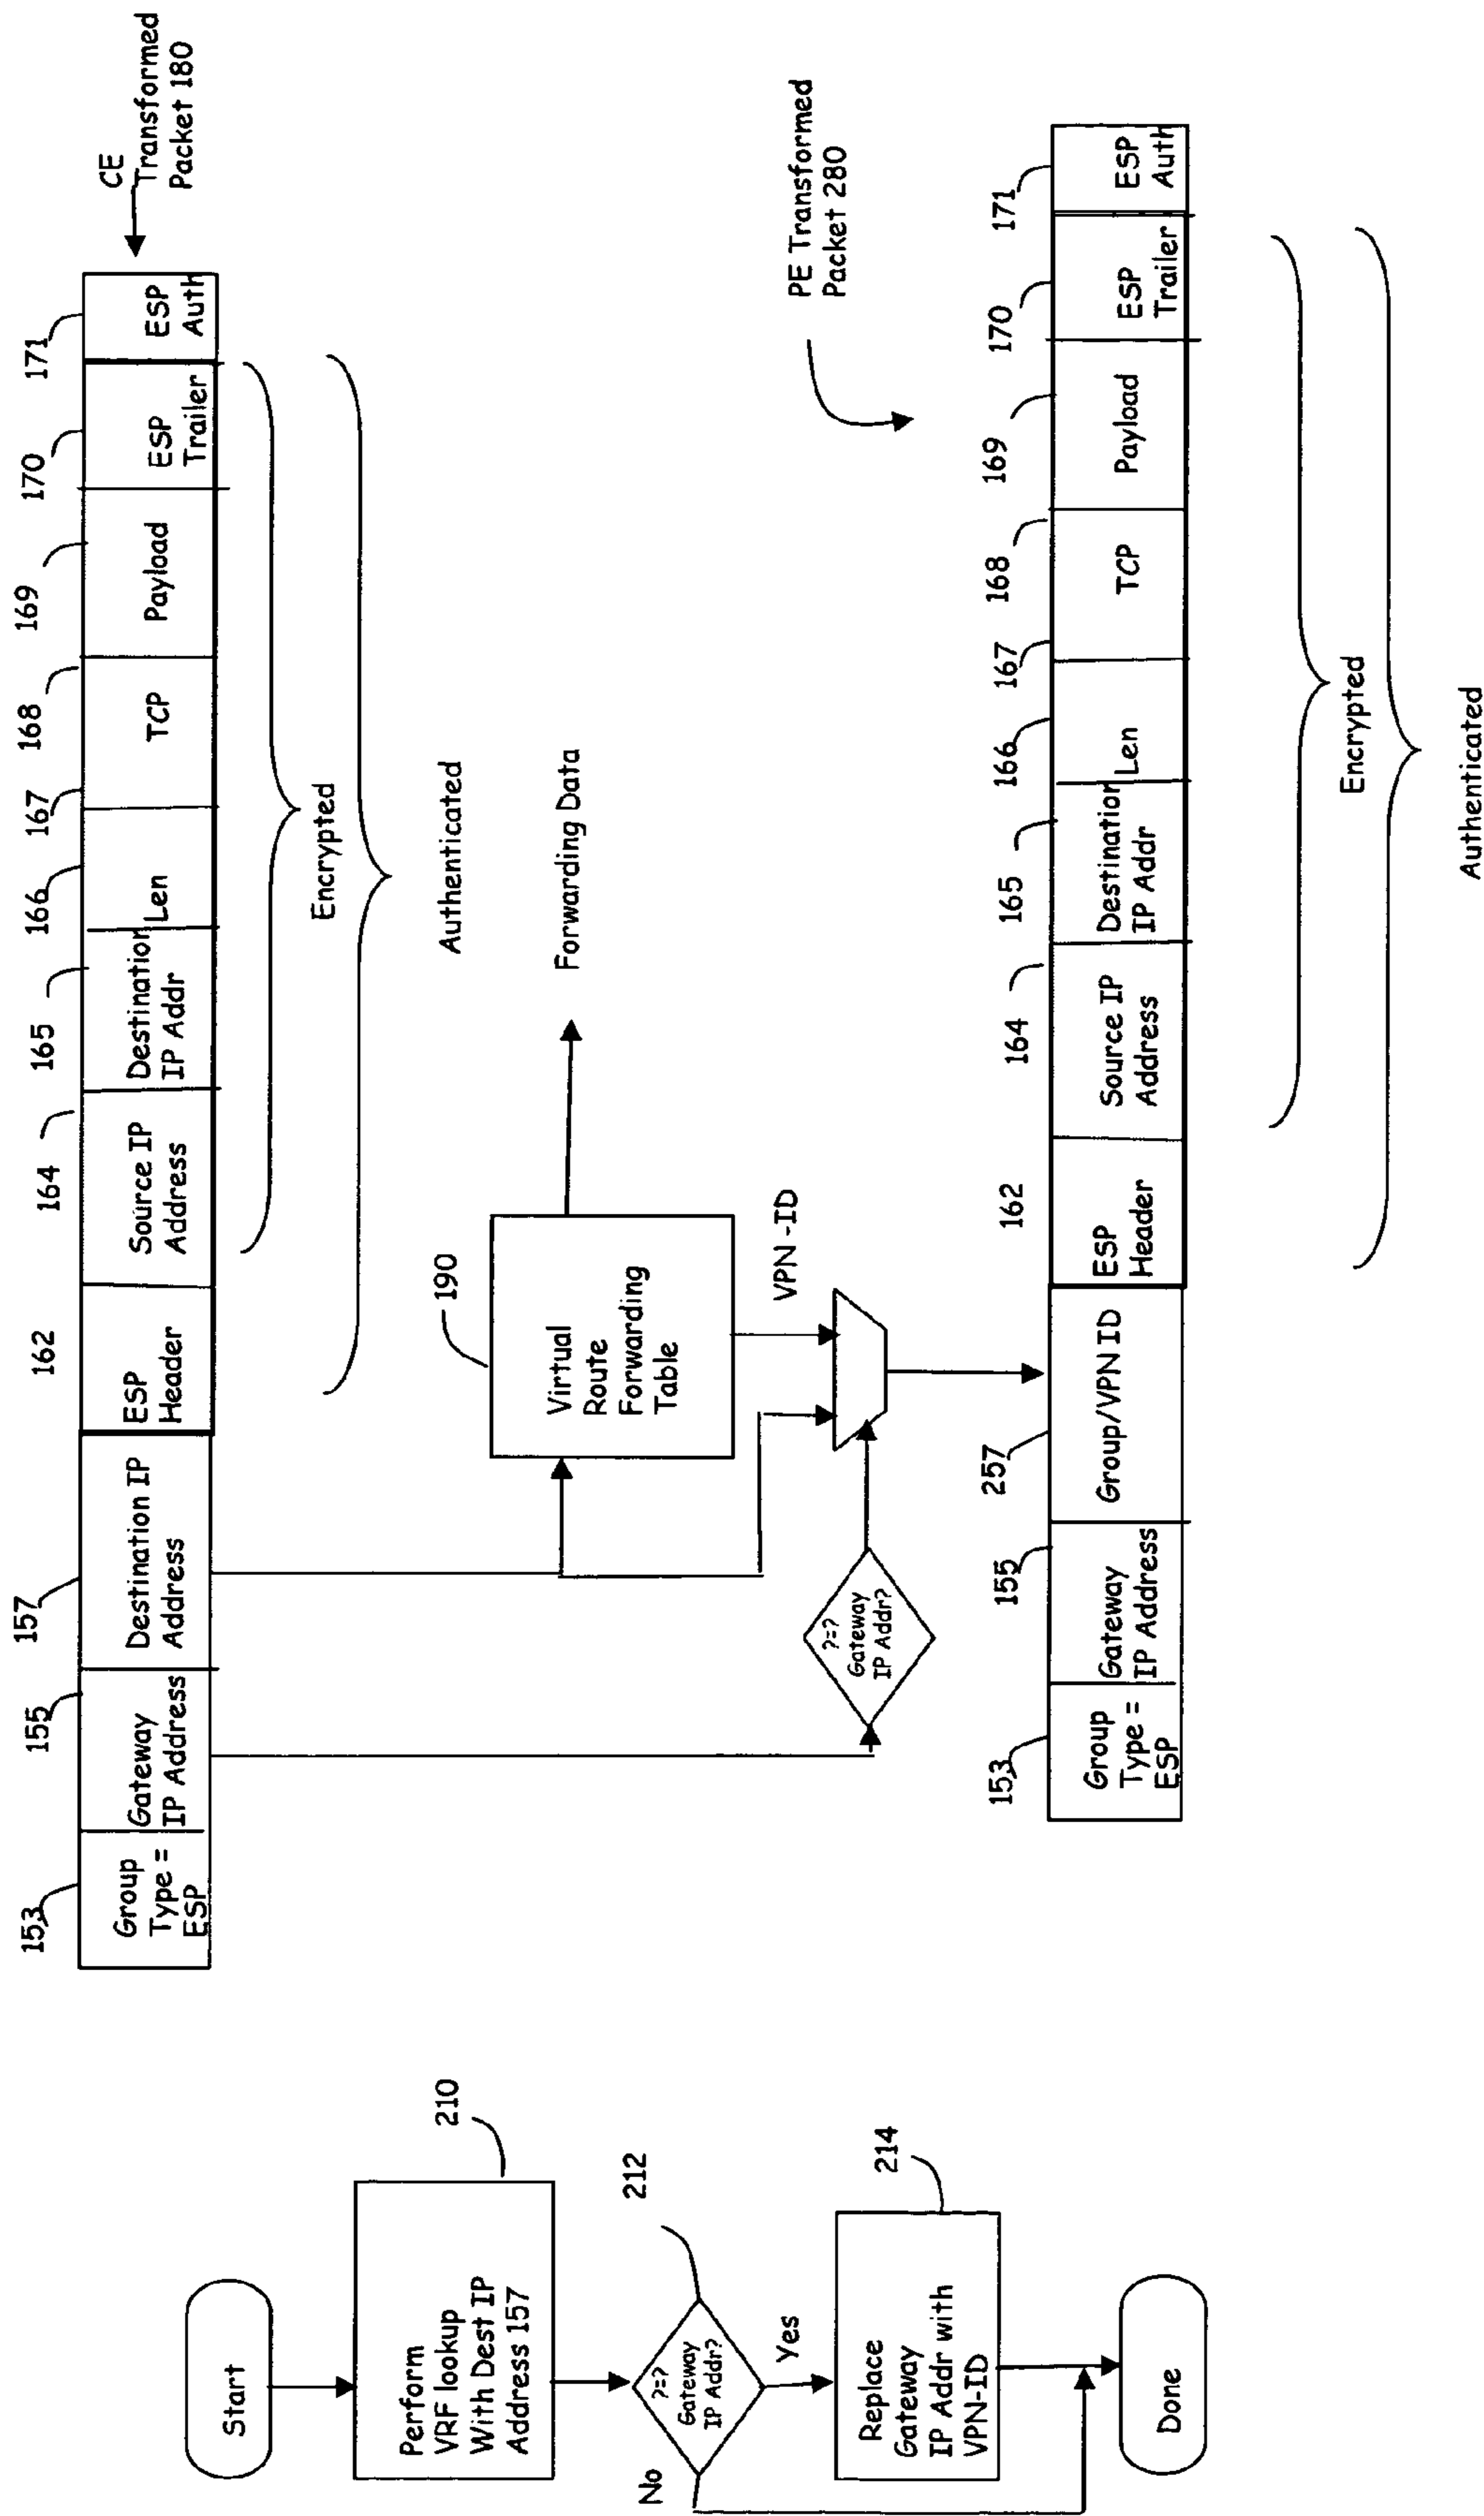 CE
Transformed
Packet 180
153
155
157
162
164
165
166
167
168
169
170
171
Group
Type =
ESP
Gateway
IP Address
Destination IP
Address
ESP
Header
Source IP
Address
Destination
IP Addr
Len
TCP
Payload
ESP
Trailer
ESP
Auth
Encrypted
Authenticated
190
Virtual
Route
Forwarding
Table
Forwarding Data
VPN-ID
?=?
Gateway
IP Addr?
PE Transformed
Packet 280
153
155
257
162
164
165
166
167
168
169
170
171
Group
Type =
ESP
Gateway
IP Address
Group/VPN ID
ESP
Header
Source IP
Address
Destination
IP Addr
Len
TCP
Payload
ESP
Trailer
ESP
Auth
Encrypted
Authenticated
Start
210
Perform
VRF lookup
With Dest IP
Address 157
212
?=?
Gateway
IP Addr?
No
Yes
214
Replace
Gateway
IP Addr with
VPN-ID
Done